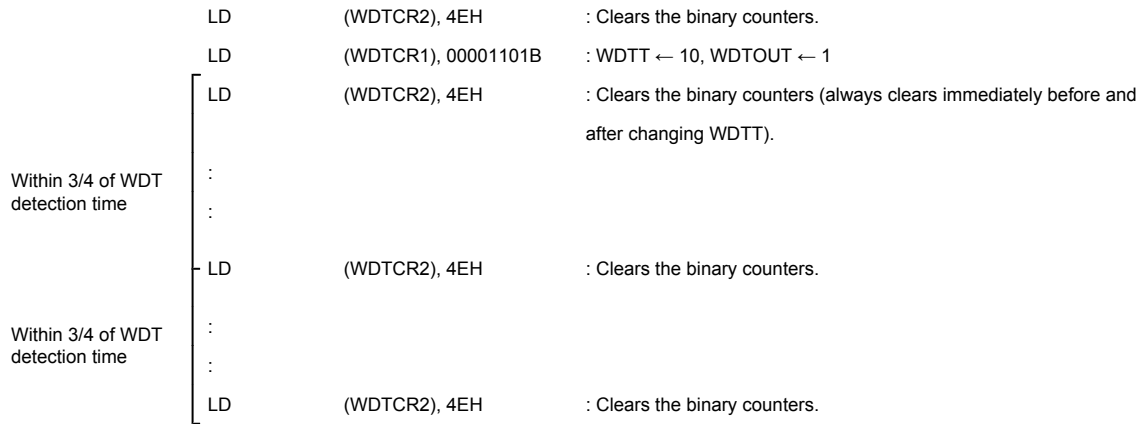 LD (WDTCR2), 4EH : Clears the binary counters.
LD (WDTCR1), 00001101B : WDTT ← 10, WDTOUT ← 1
LD (WDTCR2), 4EH : Clears the binary counters (always clears immediately before and
after changing WDTT).
Within 3/4 of WDT
detection time
:
:
LD (WDTCR2), 4EH : Clears the binary counters.
Within 3/4 of WDT
detection time
:
:
LD (WDTCR2), 4EH : Clears the binary counters.